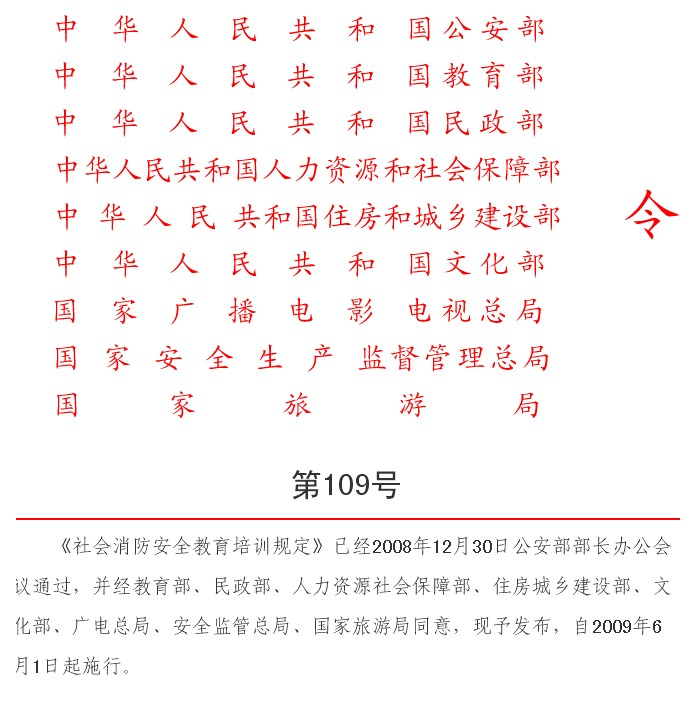 中华人民共和国公安部
中华人民共和国教育部
中华人民共和国民政部
中华人民共和国人力资源和社会保障部
中华人民共和国住房和城乡建设部
令
中华人民共和国文化部
国家广播电影电视总局
国家安全生产监督管理总局
国家旅游局
第109号
《社会消防安全教育培训规定》已经2008年12月30日公安部部长办公会
议通过，并经教育部、民政部、人力资源社会保障部、住房城乡建设部、文
化部、广电总局、安全监管总局、国家旅游局同意，现予发布，自2009年6
月1日起施行。